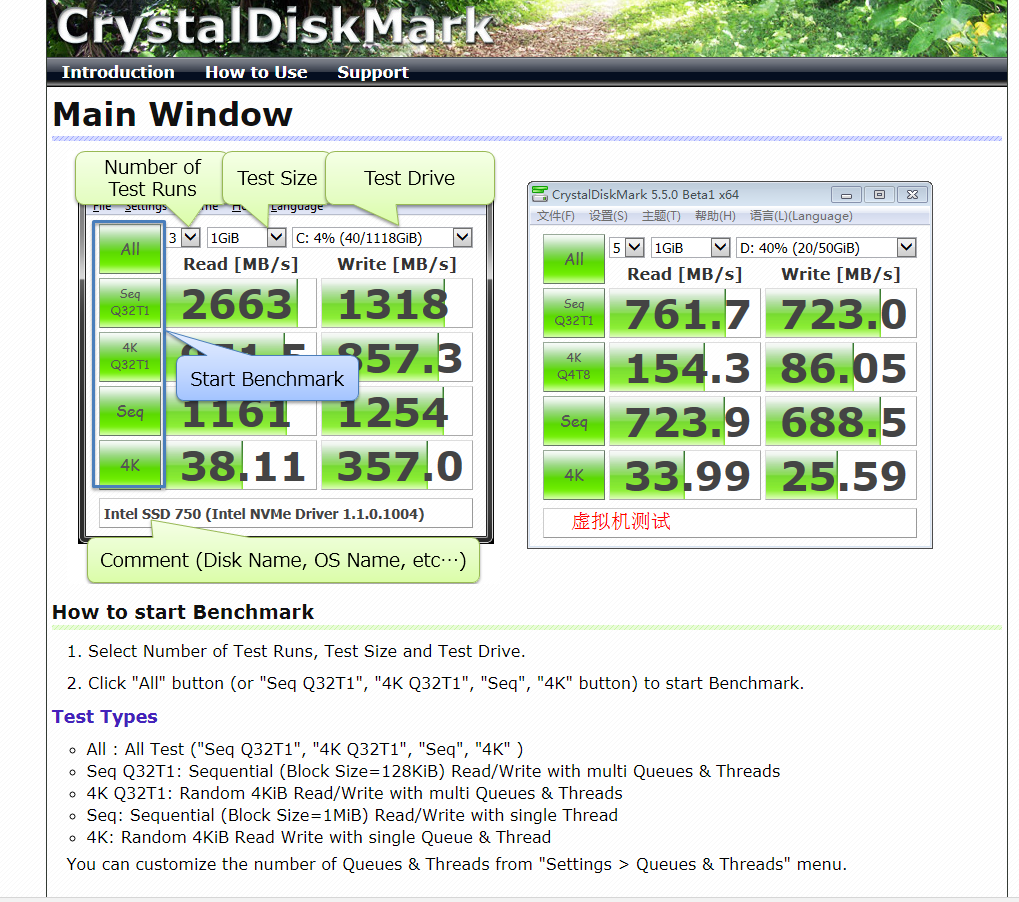 CrystalDiskMark
Introduction How to Use Support
Main Window
Number of
Test Runs
Test Size
Test Drive
File Settings Language
All 3 1GiB C: 4% (40/1118GiB)
Read [MB/s] Write [MB/s]
Seq
Q32T1
2663 1318
4K
Q32T1
857.3
Start Benchmark
Seq 1161 1254
4K 38.11 357.0
Intel SSD 750 (Intel NVMe Driver 1.1.0.1004)
Comment (Disk Name, OS Name, etc…)
CrystalDiskMark 5.5.0 Beta1 x64
文件(F) 设置(S) 主题(T) 帮助(H) 语言(L)(Language)
All 5 1GiB D: 40% (20/50GiB)
Read [MB/s] Write [MB/s]
Seq
Q32T1
761.7 723.0
4K
Q4T8
154.3 86.05
Seq 723.9 688.5
4K 33.99 25.59
虚拟机测试
How to start Benchmark
1. Select Number of Test Runs, Test Size and Test Drive.
2. Click "All" button (or "Seq Q32T1", "4K Q32T1", "Seq", "4K" button) to start Benchmark.
Test Types
All : All Test ("Seq Q32T1", "4K Q32T1", "Seq", "4K" )
Seq Q32T1: Sequential (Block Size=128KiB) Read/Write with multi Queues & Threads
4K Q32T1: Random 4KiB Read/Write with multi Queues & Threads
Seq: Sequential (Block Size=1MiB) Read/Write with single Thread
4K: Random 4KiB Read Write with single Queue & Thread
You can customize the number of Queues & Threads from "Settings > Queues & Threads" menu.